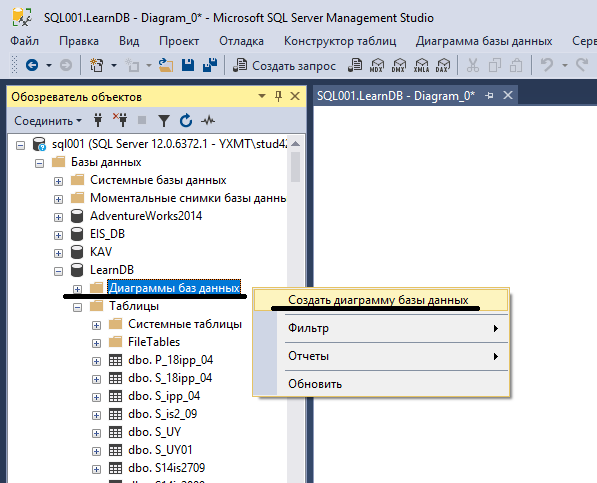 SQL001.LearnDB - Diagram_0* - Microsoft SQL Server Management Studio
Файл Правка Вид Проект Отладка Конструктор таблиц Диаграмма базы данных
Создать запрос MDX DMX XMLA DAX
Обозреватель объектов
SQL001.LearnDB - Diagram_0*
Соединить
sql001 (SQL Server 12.0.6372.1 - YXMT\stud42
Базы данных
Системные базы данных
Моментальные снимки базы данн
AdventureWorks2014
EIS_DB
KAV
LearnDB
Диаграммы баз данных
Создать диаграмму базы данных
Таблицы
Системные таблицы
Фильтр
FileTables
Отчеты
dbo. P_18ipp_04
dbo. S_18ipp_04
Обновить
dbo. S_ipp_04
dbo. S_is2_09
dbo. S_UY
dbo. S_UY01
dbo. S14is2709